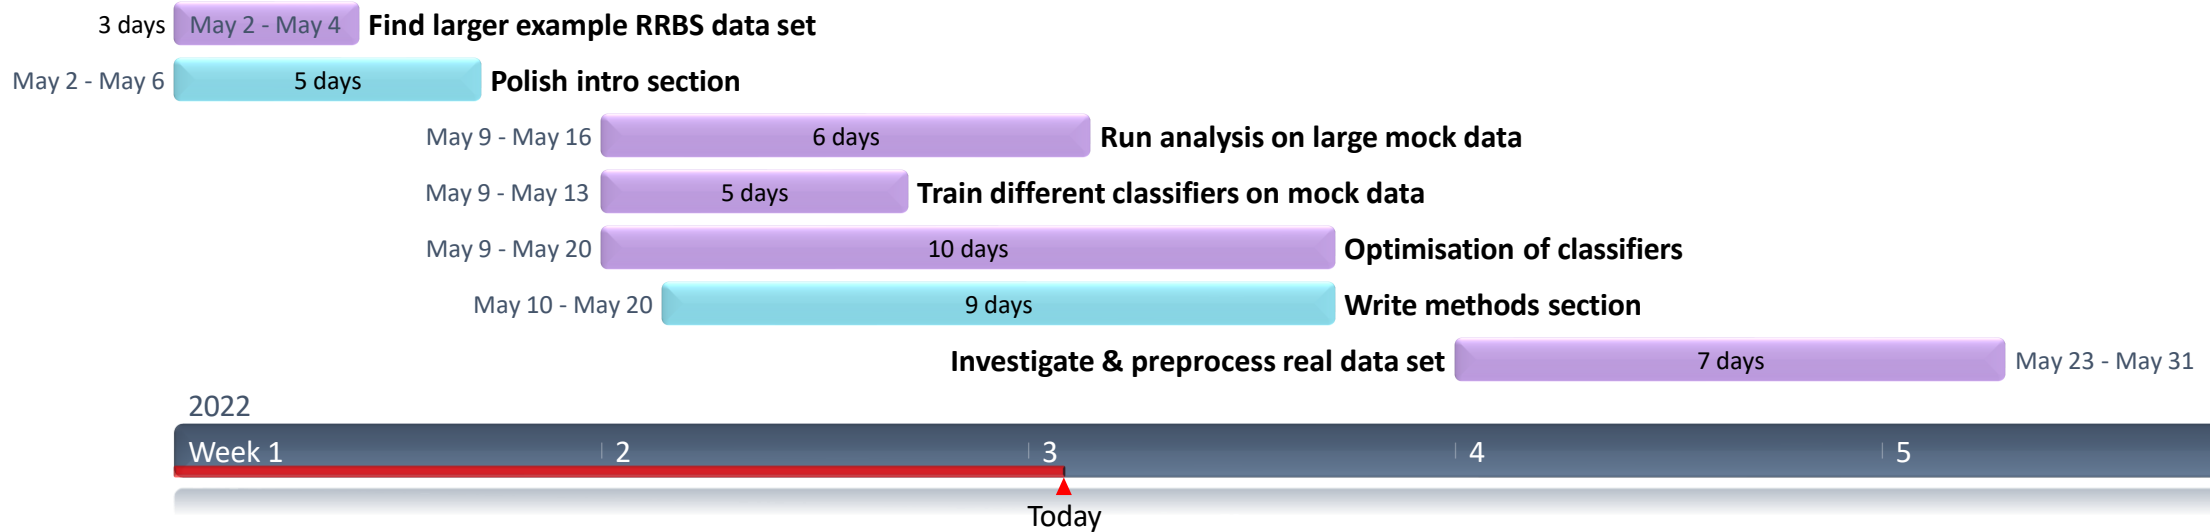 3 days May 2 - May 4 Find larger example RRBS data set
May 2 - May 6 5 days Polish intro section
May 9 - May 16 6 days Run analysis on large mock data
May 9 - May 13 5 days Train different classifiers on mock data
May 9 - May 20 10 days Optimisation of classifiers
May 10 - May 20 9 days Write methods section
Investigate & preprocess real data set 7 days May 23 - May 31
2022
Week 1 2 3 4 5
Today